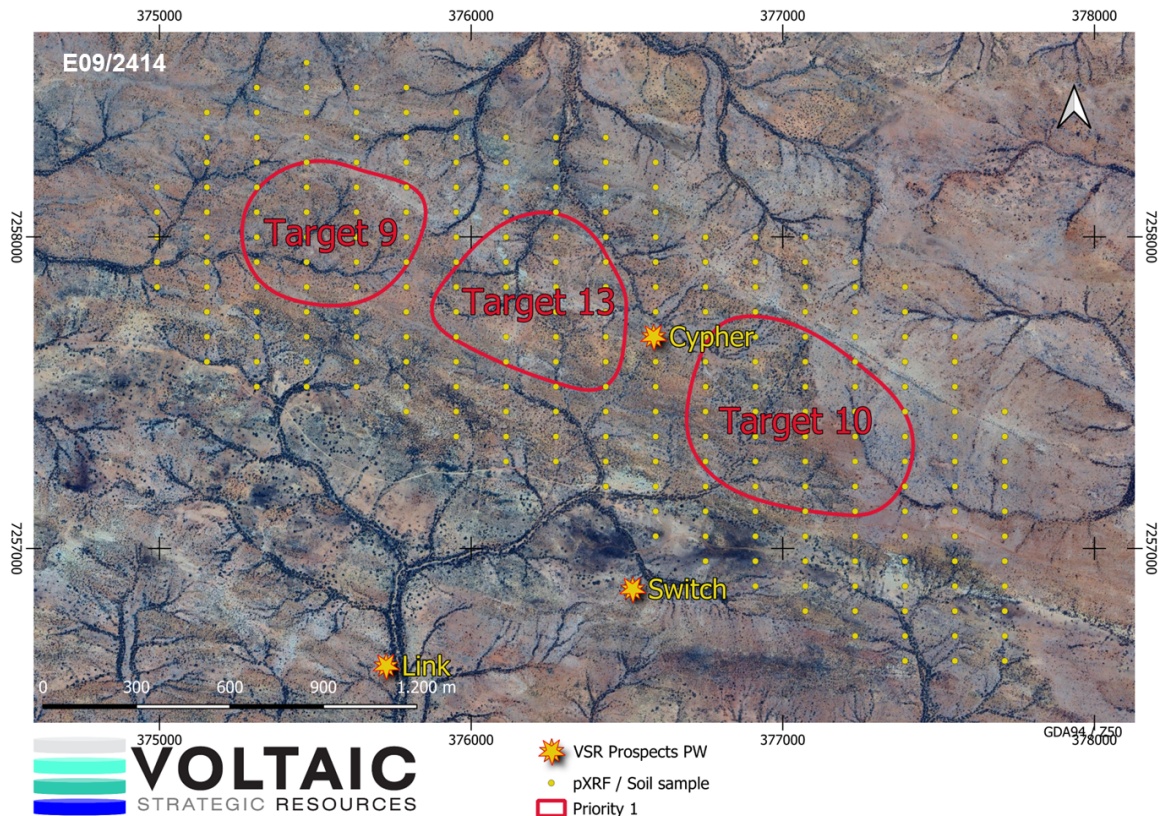 375000 376000 377000 378000
E09/2414
7258000 7258000
Target 9
Target 13
Cypher
Target 10
7257000 7257000
Switch
Link
0 300 600 900 1.200 m
375000 376000 377000 378000
GDA94 / Z50
VOLTAIC
STRATEGIC RESOURCES
VSR Prospects PW
pXRF / Soil sample
Priority 1